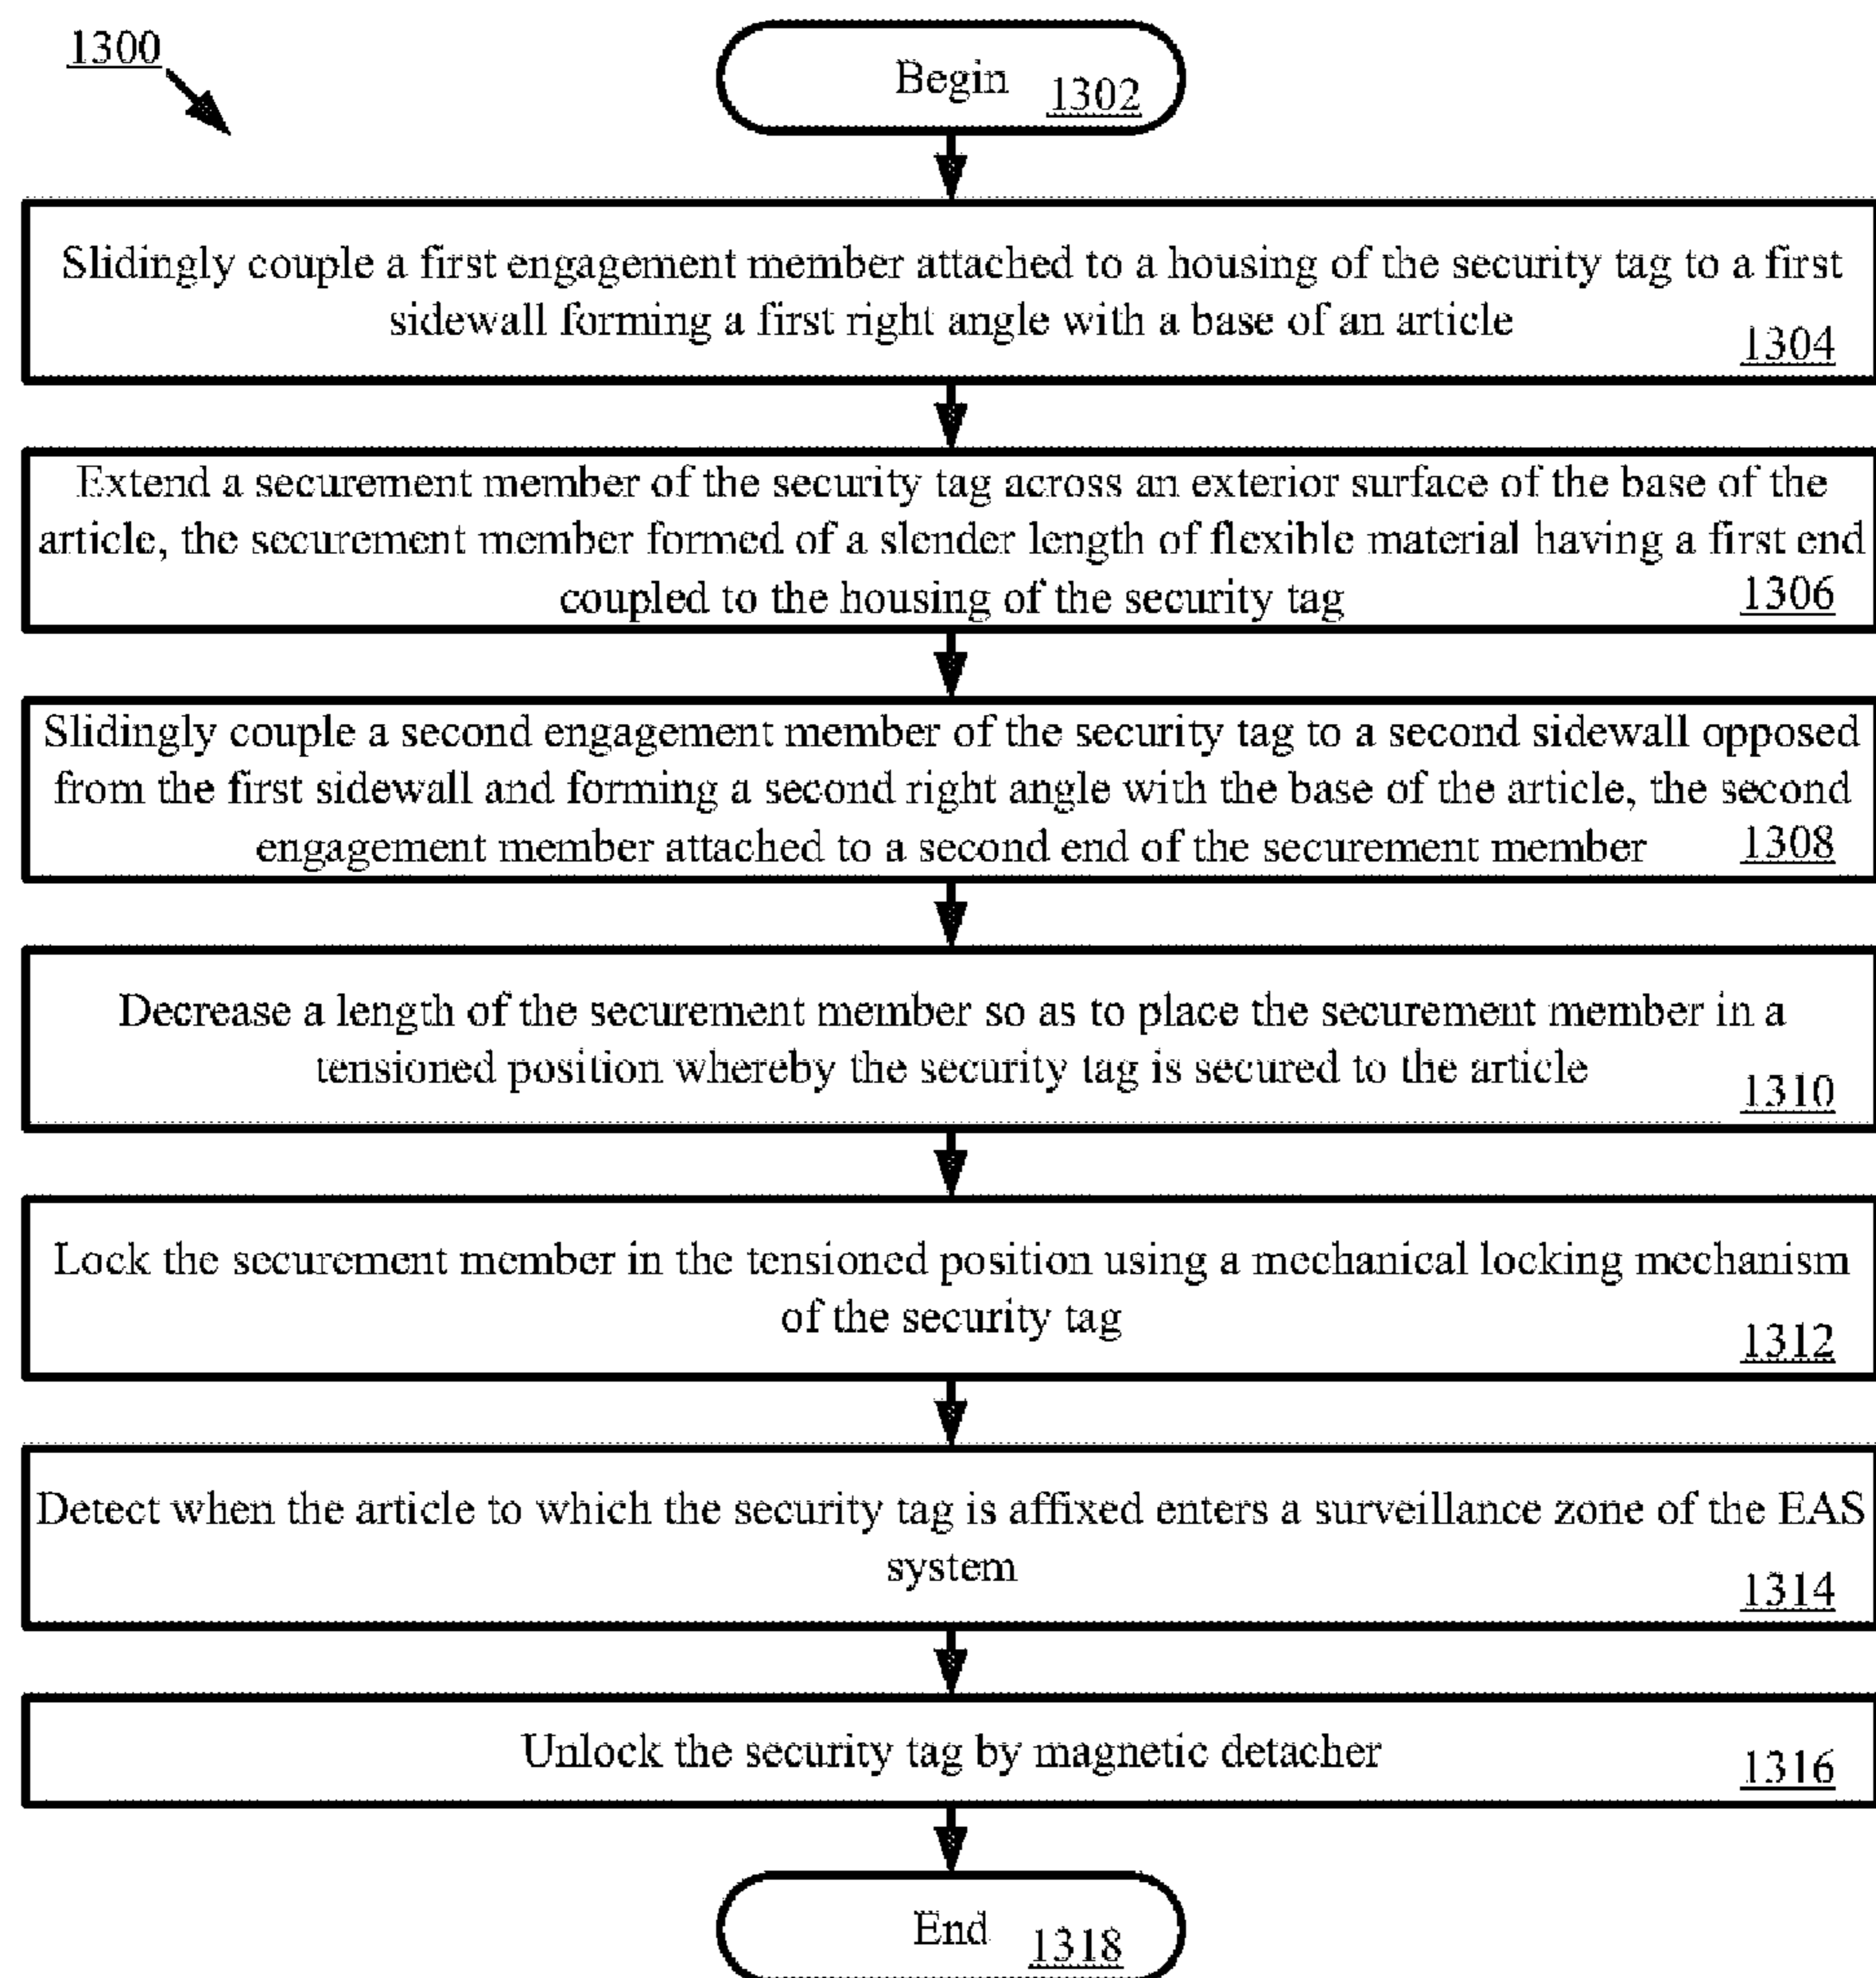 1300
Begin 1302
Slidingly couple a first engagement member attached to a housing of the security tag to a first
sidewall forming a first right angle with a base of an article
1304
Extend a securement member of the security tag across an exterior surface of the base of the
article, the securement member formed of a slender length of flexible material having a first end
coupled to the housing of the security tag 1306
Slidingly couple a second engagement member of the security tag to a second sidewall opposed
from the first sidewall and forming a second right angle with the base of the article, the second
engagement member attached to a second end of the securement member 1308
Decrease a length of the securement member so as to place the securement member in a
tensioned position whereby the security tag is secured to the article
1310
Lock the securement member in the tensioned position using a mechanical locking mechanism
of the security tag
1312
Detect when the article to which the security tag is affixed enters a surveillance zone of the EAS
system
1314
Unlock the security tag by magnetic detacher
1316
End 1318